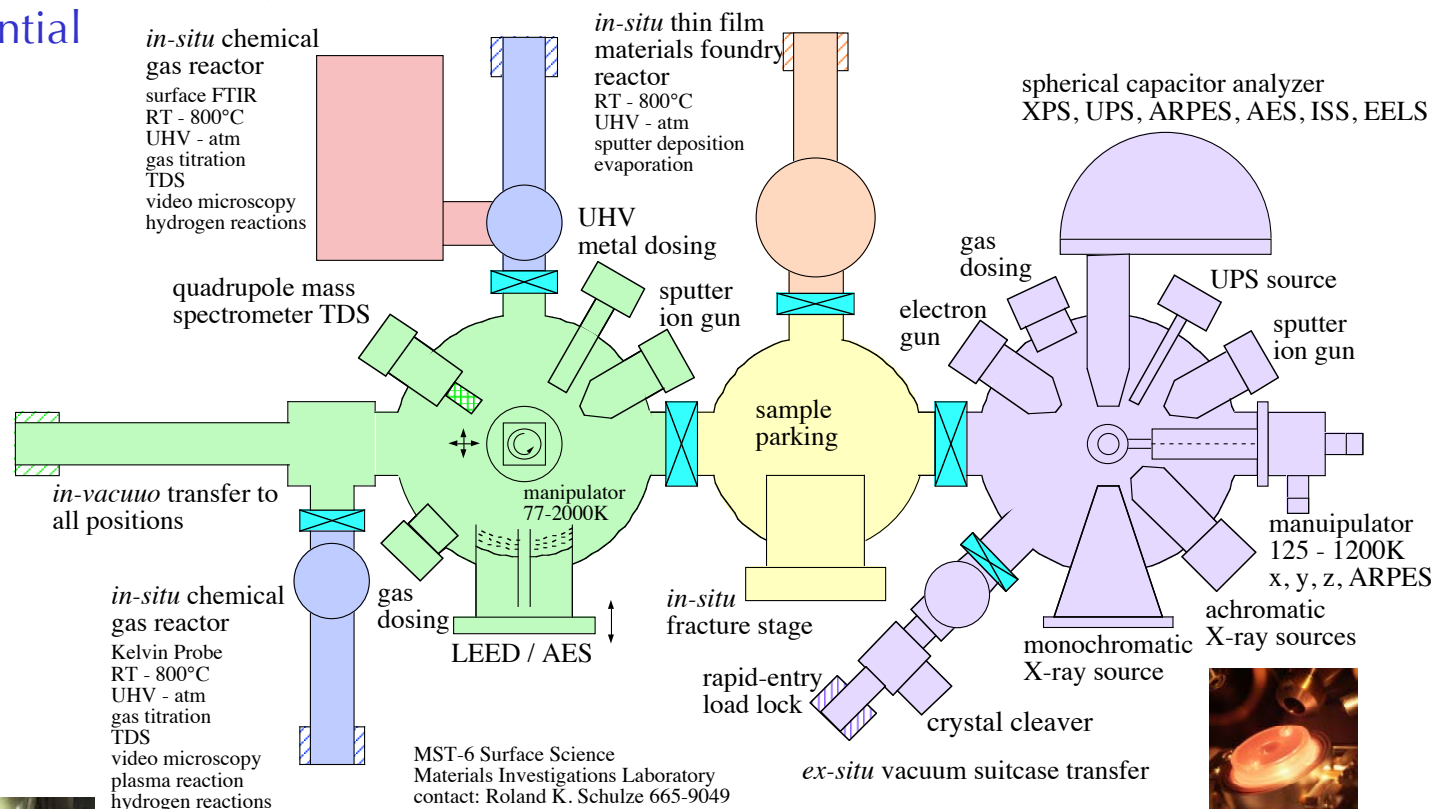 ntial
in-situ chemical
gas reactor
surface FTIR
RT - 800°C
UHV - atm
gas titration
TDS
video microscopy
hydrogen reactions
in-situ thin film
materials foundry
reactor
RT - 800°C
UHV - atm
sputter deposition
evaporation
spherical capacitor analyzer
XPS, UPS, ARPES, AES, ISS, EELS
UHV
metal dosing
quadrupole mass
spectrometer TDS
sputter
ion gun
gas
dosing
electron
gun
UPS source
sputter
ion gun
sample
parking
in-vacuuo transfer to
all positions
manipulator
77-2000K
manuipulator
125 - 1200K
x, y, z, ARPES
in-situ chemical
gas reactor
Kelvin Probe
RT - 800°C
UHV - atm
gas titration
TDS
video microscopy
plasma reaction
hydrogen reactions
gas
dosing
LEED / AES
in-situ
fracture stage
achromatic
X-ray sources
monochromatic
X-ray source
rapid-entry
load lock
crystal cleaver
ex-situ vacuum suitcase transfer
MST-6 Surface Science
Materials Investigations Laboratory
contact: Roland K. Schulze 665-9049